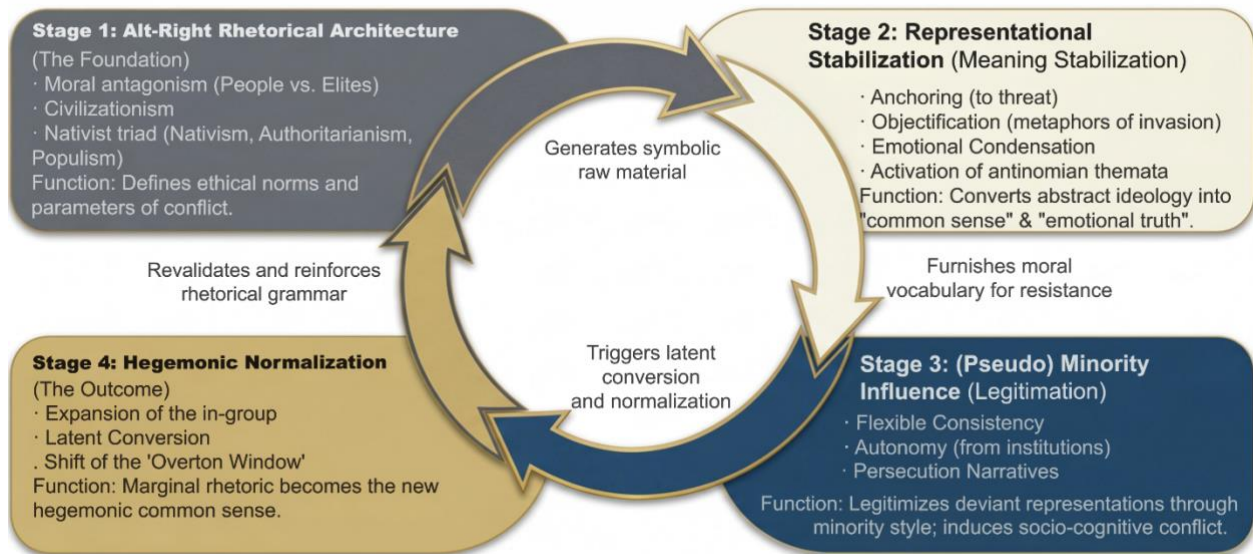 Stage 1: Alt-Right Rhetorical Architecture
(The Foundation)
· Moral antagonism (People vs. Elites)
· Civilizationism
· Nativist triad (Nativism, Authoritarianism,
Populism)
Function: Defines ethical norms and
parameters of conflict.
Stage 2: Representational
Stabilization (Meaning Stabilization)
· Anchoring (to threat)
· Objectification (metaphors of invasion)
· Emotional Condensation
· Activation of antinomian themata
Function: Converts abstract ideology into
"common sense" & "emotional truth".
Generates symbolic
raw material
Revalidates and reinforces
rhetorical grammar
Furnishes moral
vocabulary for resistance
Triggers latent
conversion
and normalization
Stage 4: Hegemonic Normalization
(The Outcome)
· Expansion of the in-group
· Latent Conversion
. Shift of the 'Overton Window'
Function: Marginal rhetoric becomes the new
hegemonic common sense.
Stage 3: (Pseudo) Minority
Influence (Legitimation)
· Flexible Consistency
· Autonomy (from institutions)
· Persecution Narratives
Function: Legitimizes deviant representations through
minority style; induces socio-cognitive conflict.